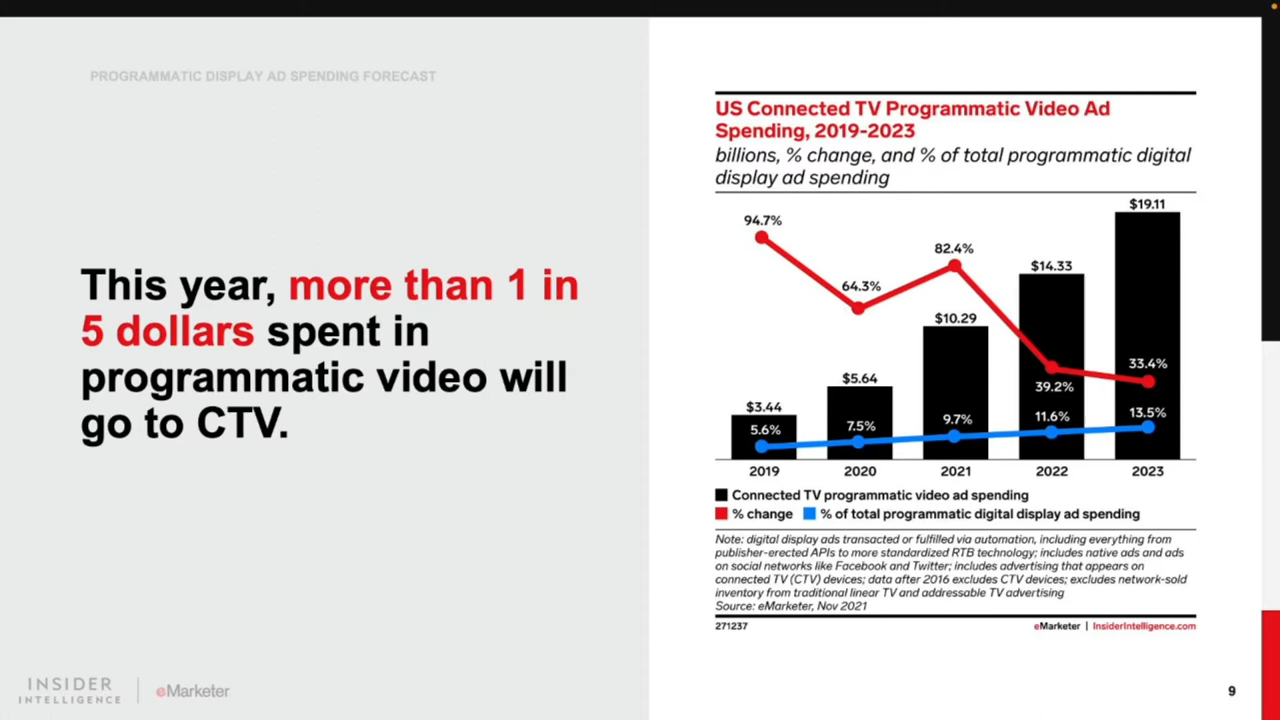 PROGRAMMATIC DISPLAY AD SPENDING FORECAST
This year, more than 1 in
5 dollars spent in
programmatic video will
go to CTV.
INSIDER
INTELLIGENCE
eMarketer
US Connected TV Programmatic Video Ad
Spending, 2019-2023
billions, % change, and % of total programmatic digital
display ad spending
$19.11
94.7%
82.4%
$14.33
64.3%
$10.29
33.4%
$5.64
39.2%
$3.44
5.6%
7.5%
9.7%
11.6%
13.5%
2019 2020 2021 2022 2023
Connected TV programmatic video ad spending
% change % of total programmatic digital display ad spending
Note: digital display ads transacted or fulfilled via automation, including everything from
publisher-erected APIs to more standardized RTB technology; includes native ads and ads
on social networks like Facebook and Twitter; includes advertising that appears on
connected TV (CTV) devices; data after 2016 excludes CTV devices; excludes network-sold
inventory from traditional linear TV and addressable TV advertising
Source: eMarketer, Nov 2021
271237 eMarketer | InsiderIntelligence.com
9